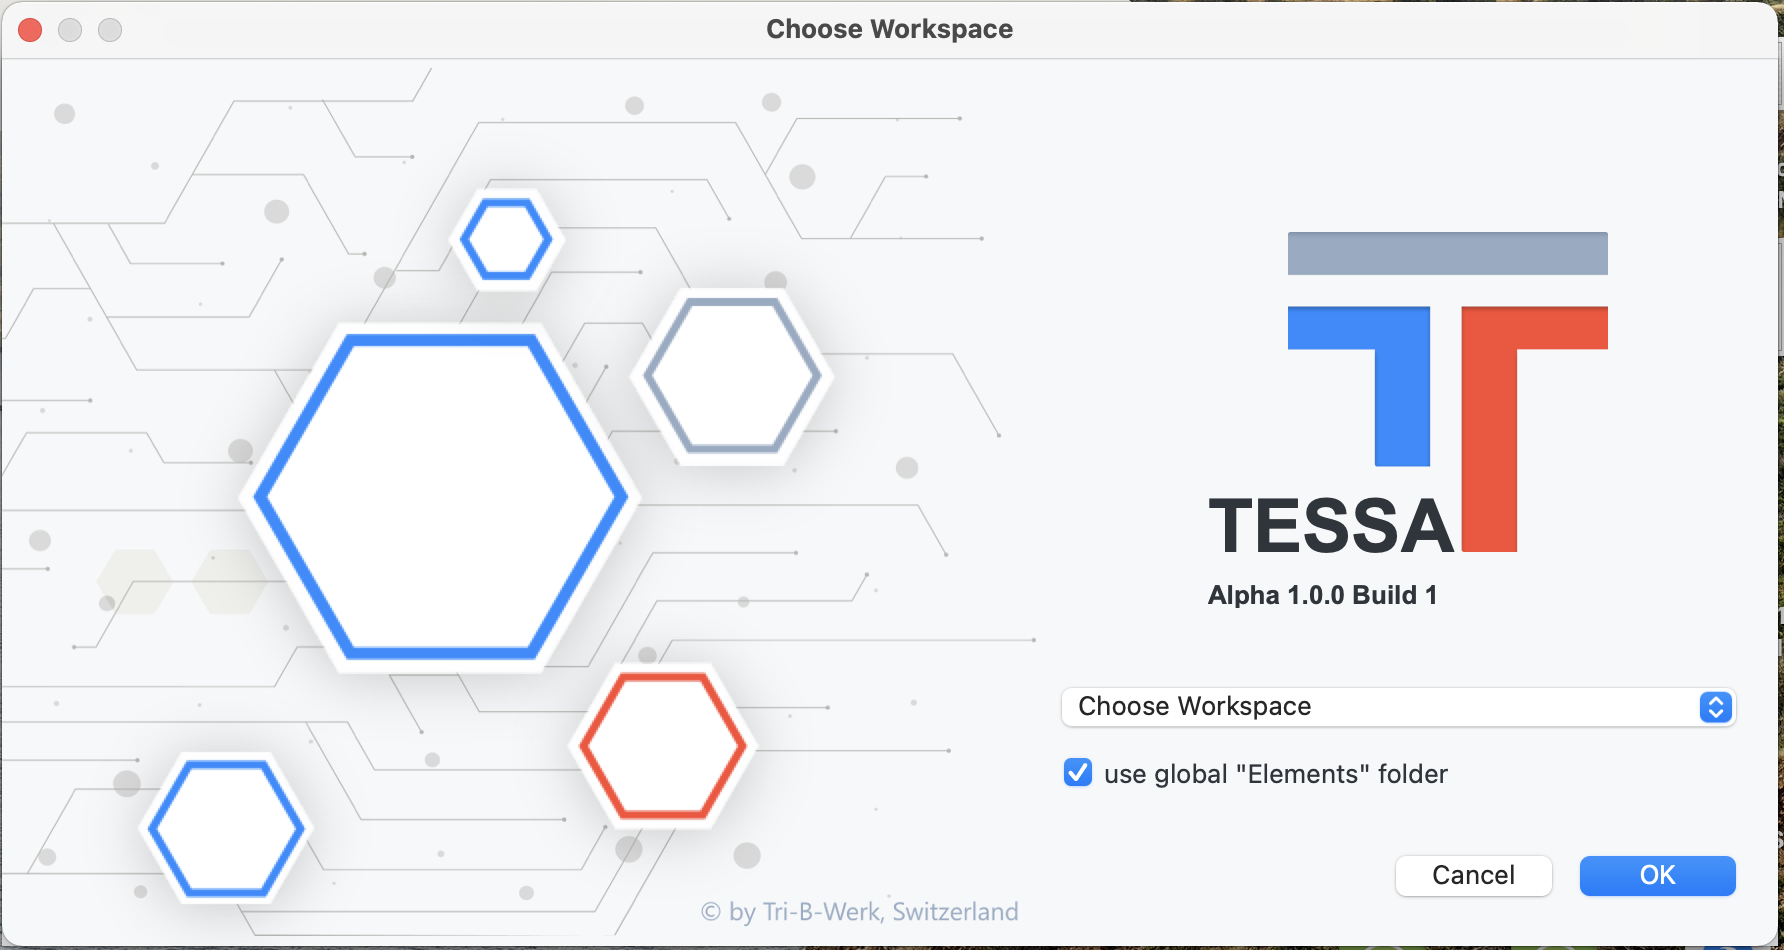 Choose Workspace
TESSA
Alpha 1.0.0 Build 1
Choose Workspace
use global "Elements" folder
Cancel
OK
© by Tri-B-Werk, Switzerland